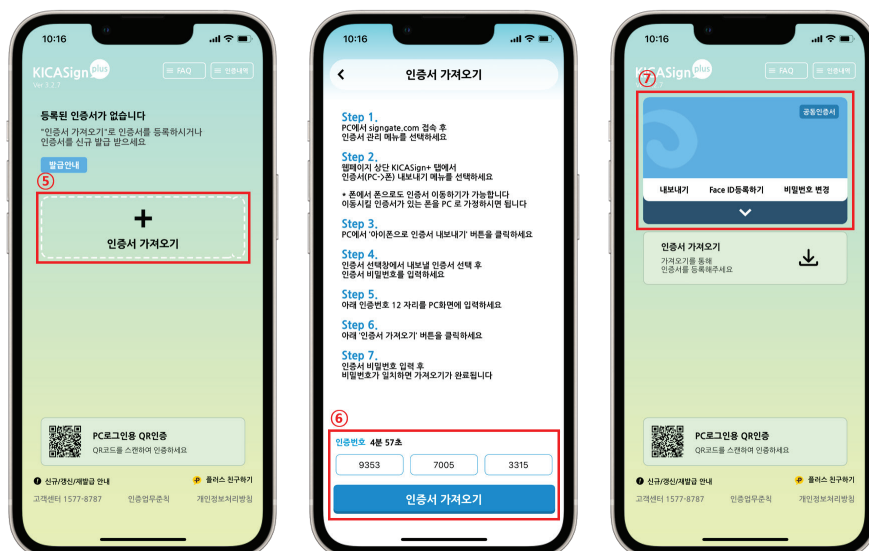 10:16
KICASign plus
Ver 3.2.7
FAQ
인증내역
등록된 인증서가 없습니다
"인증서 가져오기"로 인증서를 등록하시거나
인증서를 신규 발급 받으세요
발급안내
⑤
+
인증서 가져오기
PC로그인용 QR인증
QR코드를 스캔하여 인증하세요
신규/갱신/재발급 안내
플러스 친구하기
고객센터 1577-8787
인증업무준칙
개인정보처리방침
10:16
인증서 가져오기
Step 1.
PC에서 signgate.com 접속 후
인증서 관리 메뉴를 선택하세요
Step 2.
웹페이지 상단 KICASign+ 탭에서
인증서(PC->폰) 내보내기 메뉴를 선택하세요
* 폰에서 폰으로도 인증서 이동하기가 가능합니다
이동시킬 인증서가 있는 폰을 PC 로 가정하시면 됩니다
Step 3.
PC에서 '아이폰으로 인증서 내보내기' 버튼을 클릭하세요
Step 4.
인증서 선택창에서 내보낼 인증서 선택 후
인증서 비밀번호를 입력하세요
Step 5.
아래 인증번호 12 자리를 PC화면에 입력하세요
Step 6.
아래 '인증서 가져오기' 버튼을 클릭하세요
Step 7.
인증서 비밀번호 입력 후
비밀번호가 일치하면 가져오기가 완료됩니다
⑥
인증번호 4분 57초
9353
7005
3315
인증서 가져오기
10:16
⑦
ASign plus
FAQ
인증내역
공동인증서
내보내기
Face ID등록하기
비밀번호 변경
인증서 가져오기
가져오기를 통해
인증서를 등록해주세요
PC로그인용 QR인증
QR코드를 스캔하여 인증하세요
신규/갱신/재발급 안내
플러스 친구하기
고객센터 1577-8787
인증업무준칙
개인정보처리방침